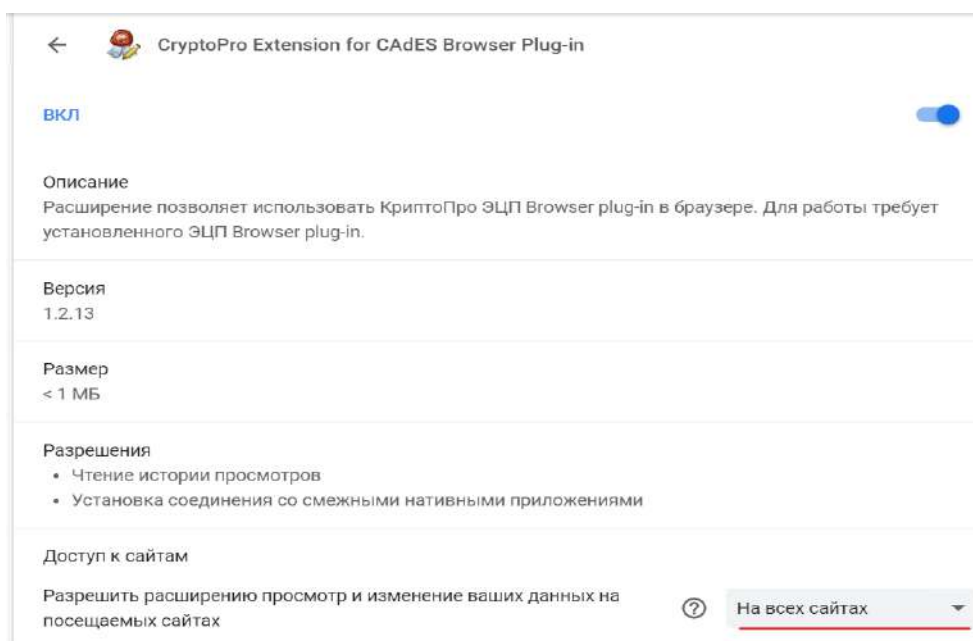 CryptoPro Extension for CAdES Browser Plug-in
ВКЛ
Описание
Расширение позволяет использовать КриптоПро ЭЦП Browser plug-in в браузере. Для работы требует
установленного ЭЦП Browser plug-in.
Версия
1.2.13
Размер
< 1 МБ
Разрешения
• Чтение истории просмотров
• Установка соединения со смежными нативными приложениями
Доступ к сайтам
Разрешить расширению просмотр и изменение ваших данных на
посещаемых сайтах
На всех сайтах